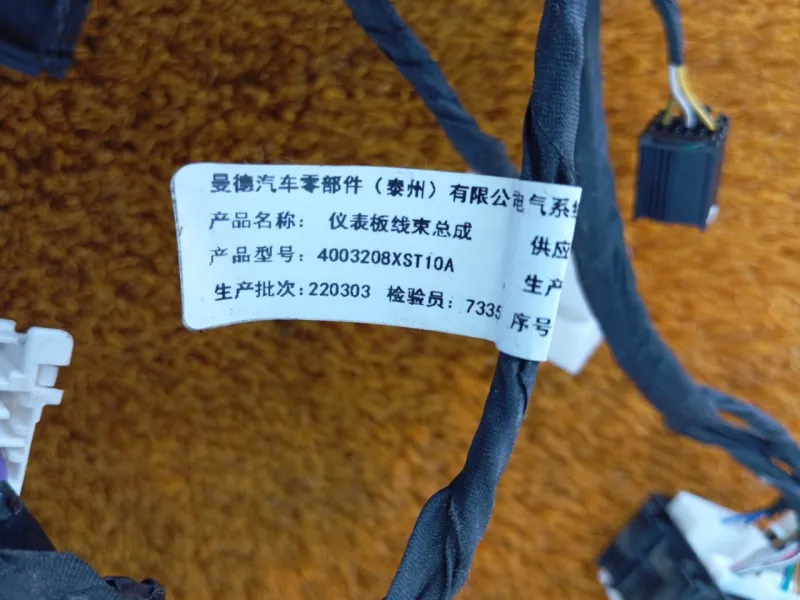 曼德汽车零部件（泰州）有限公
电气系
产品名称： 仪表板线束总成
供应
产品型号：4003208XST10A
生产
生产批次：220303 检验员：7335
序号